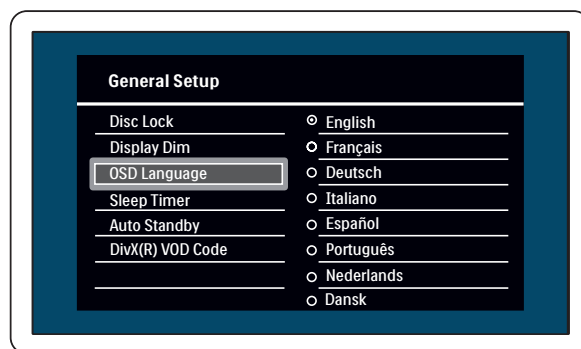 General Setup
Disc Lock
Display Dim
OSD Language
Sleep Timer
Auto Standby
DivX(R) VOD Code
English
Français
Deutsch
Italiano
Español
Português
Nederlands
Dansk